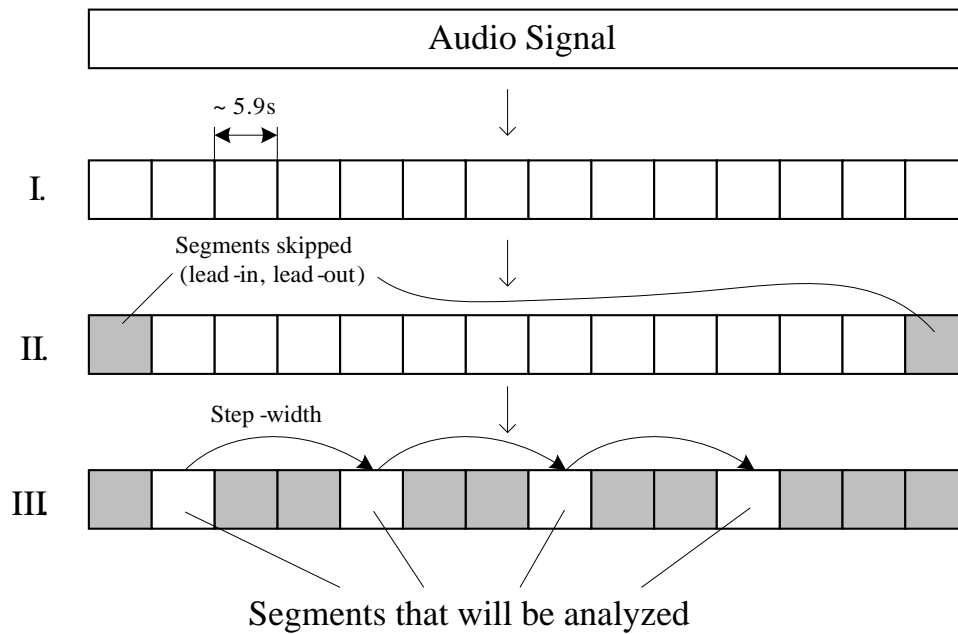 Audio Signal
~ 5.9s
I.
Segments skipped
(lead-in, lead-out)
II.
Step-width
III.
Segments that will be analyzed